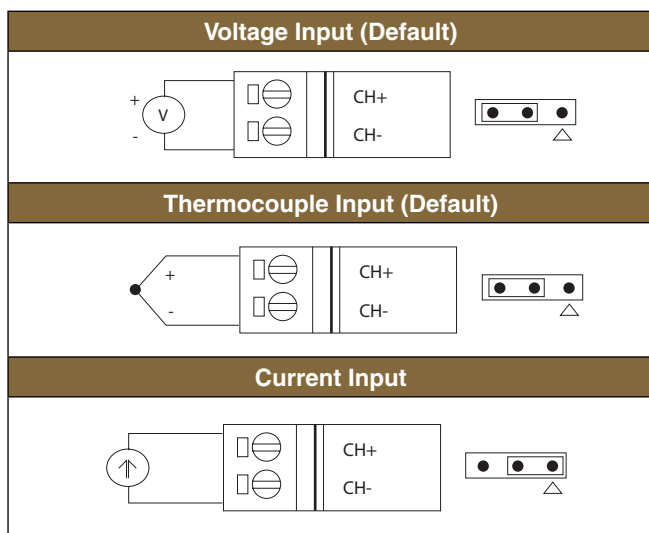 Voltage Input (Default)
+
V
-
CH+
CH-
Thermocouple Input (Default)
+
-
CH+
CH-
Current Input
CH+
CH-